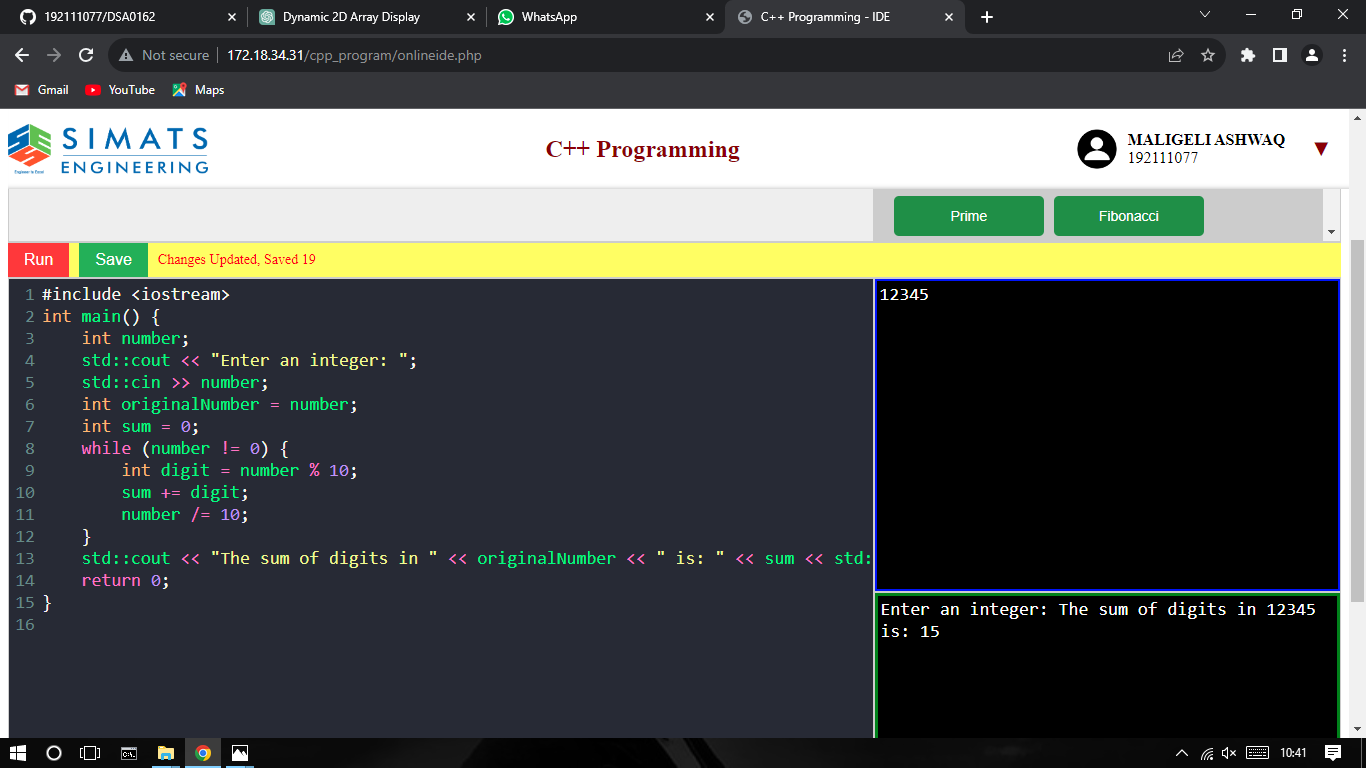 192111077/DSA0162
Dynamic 2D Array Display
WhatsApp
C++ Programming - IDE
Not secure
172.18.34.31/cpp_program/onlineide.php
Gmail
YouTube
Maps
SIMATS
ENGINEERING
Engineer to Excel
C++ Programming
MALIGELI ASHWAQ
192111077
Prime
Fibonacci
Run
Save
Changes Updated, Saved 19
1 #include <iostream>
2 int main() {
3     int number;
4     std::cout << "Enter an integer: ";
5     std::cin >> number;
6     int originalNumber = number;
7     int sum = 0;
8     while (number != 0) {
9         int digit = number % 10;
10         sum += digit;
11         number /= 10;
12     }
13     std::cout << "The sum of digits in " << originalNumber << " is: " << sum << std:
14     return 0;
15 }
16
12345
Enter an integer: The sum of digits in 12345
is: 15
10:41